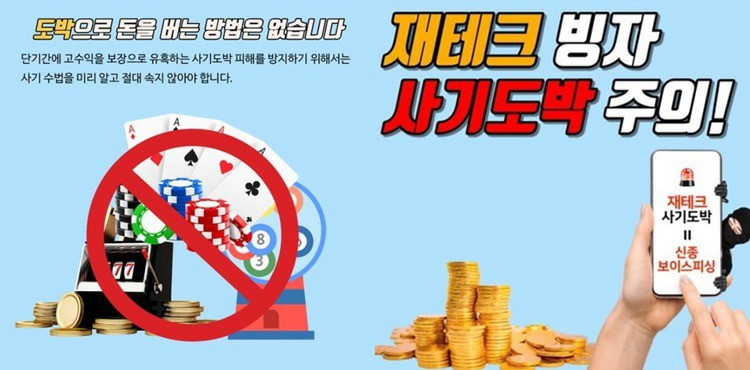 도박으로 돈을 버는 방법은 없습니다
단기간에 고수익을 보장으로 유혹하는 사기도박 피해를 방지하기 위해서는
사기 수법을 미리 알고 절대 속지 않아야 합니다.
A
A
A
A
777
8
3
재테크 빙자
사기도박 주의!
재테크
사기도박
=
신종
보이스피싱